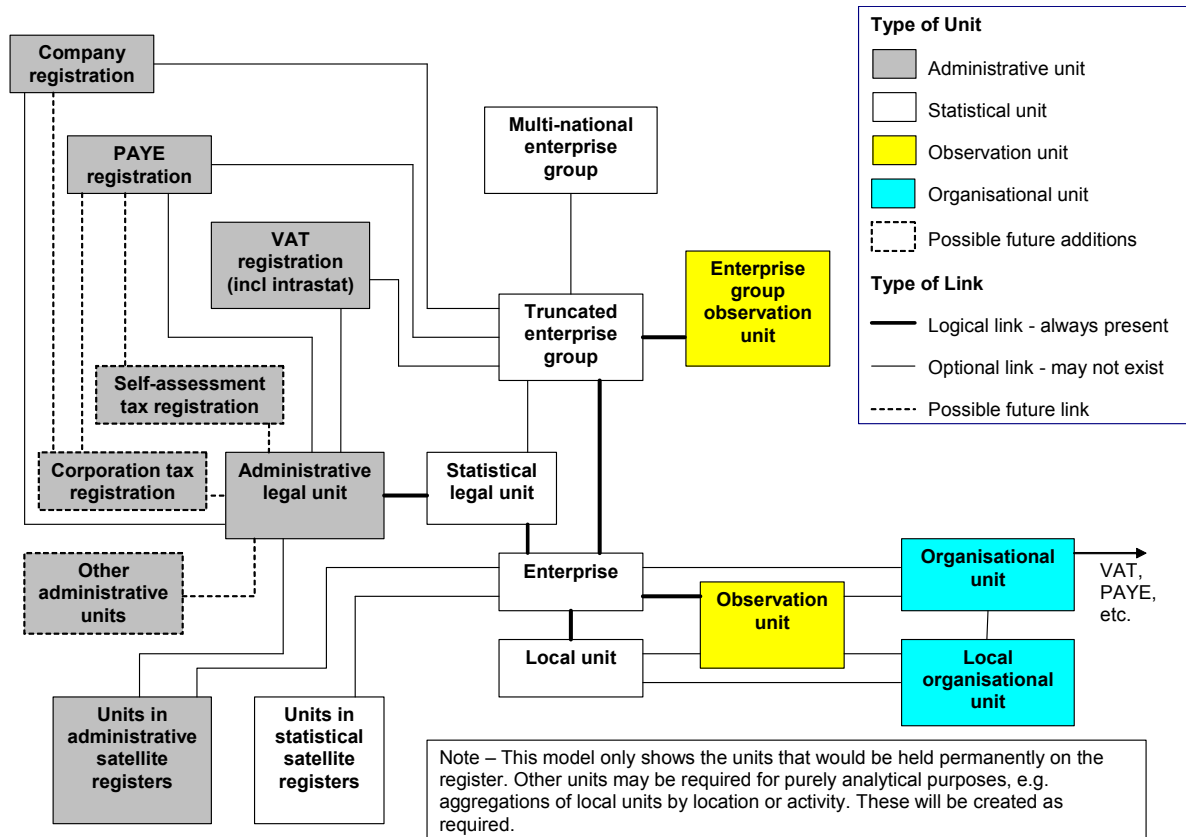 Company
registration
PAYE
registration
VAT
registration
(incl intrastat)
Self-assessment
tax registration
Corporation tax
registration
Other
administrative
units
Administrative
legal unit
Statistical
legal unit
Multi-national
enterprise
group
Truncated
enterprise
group
Enterprise
group
observation
unit
Enterprise
Local unit
Observation
unit
Organisational
unit
Local
organisational
unit
VAT,
PAYE,
etc.
Units in
administrative
satellite
registers
Units in
statistical
satellite
registers
Type of Unit
Administrative unit
Statistical unit
Observation unit
Organisational unit
Possible future additions
Type of Link
Logical link - always present
Optional link - may not exist
Possible future link
Note – This model only shows the units that would be held permanently on the
register. Other units may be required for purely analytical purposes, e.g.
aggregations of local units by location or activity. These will be created as
required.